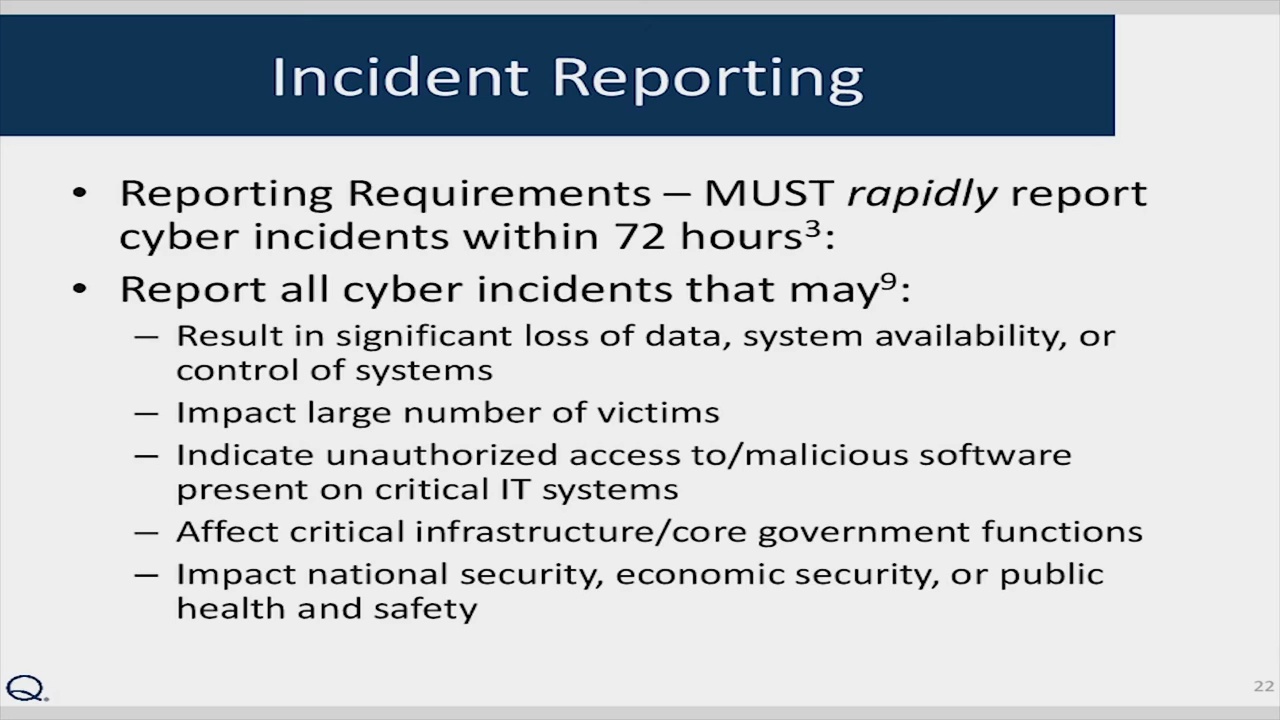 Incident Reporting
• Reporting Requirements – MUST rapidly report
cyber incidents within 72 hours³:
• Report all cyber incidents that may⁹:
– Result in significant loss of data, system availability, or
control of systems
– Impact large number of victims
– Indicate unauthorized access to/malicious software
present on critical IT systems
– Affect critical infrastructure/core government functions
– Impact national security, economic security, or public
health and safety
Q.
22